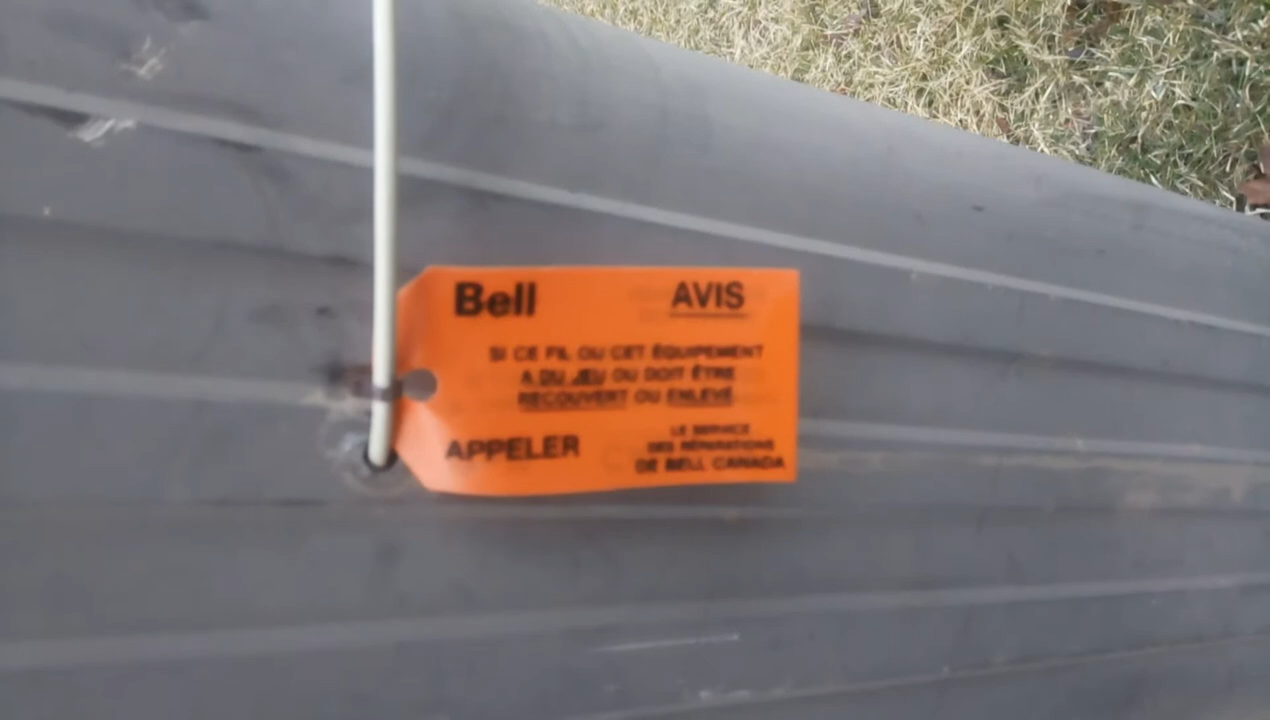 Bell AVIS
SI CE FIL OU CET ÉQUIPEMENT
A DU JEU OU DOIT ÊTRE
RECOUVERT OU ENLEVÉ
APPELER
LE SERVICE
DES RÉPARATIONS
DE BELL CANADA